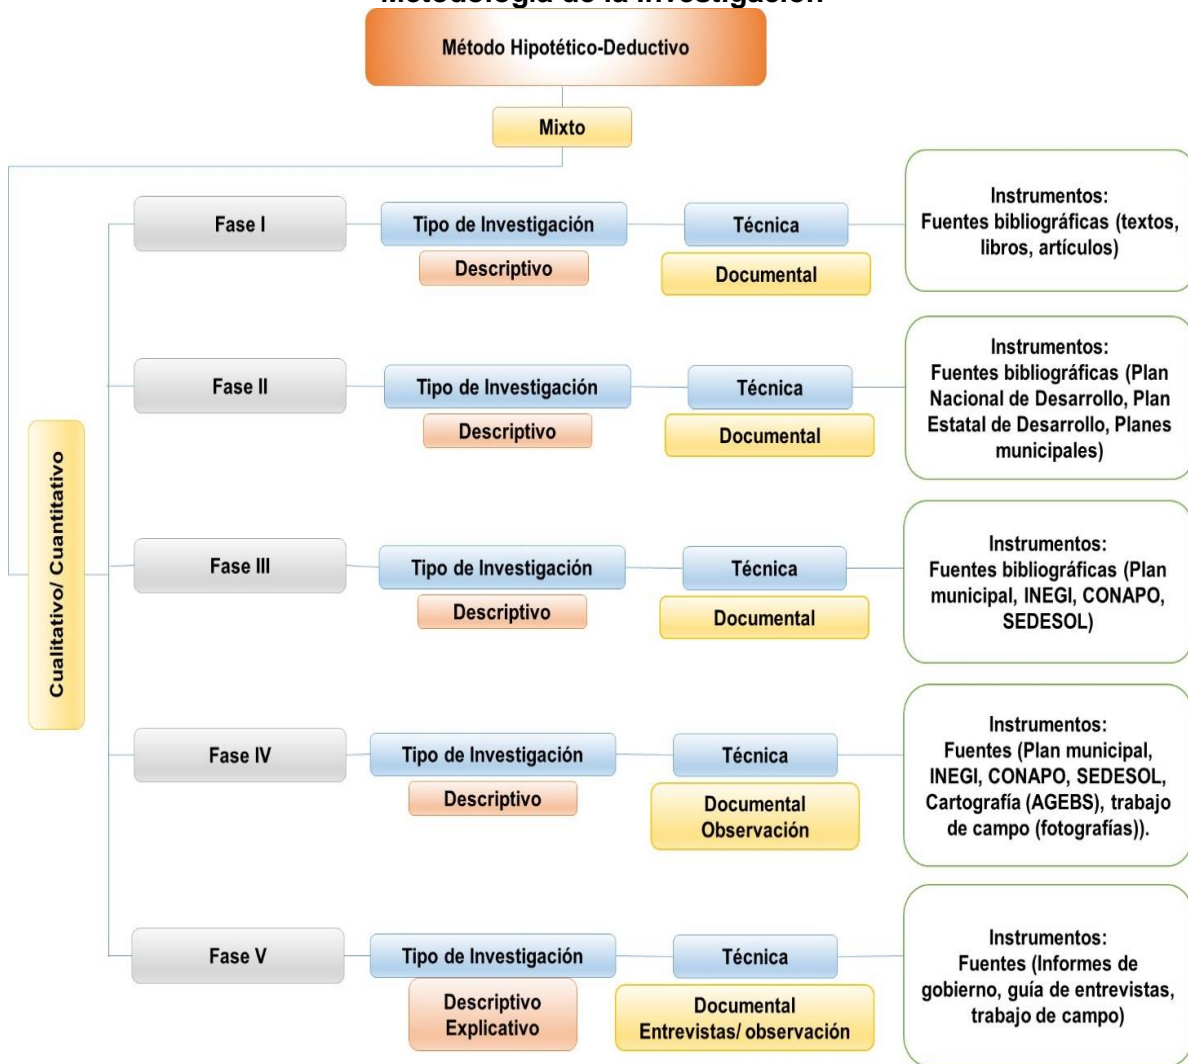 Metodología de la Investigación
Método Hipotético-Deductivo
Mixto
Cualitativo/ Cuantitativo
Fase I
Tipo de Investigación
Descriptivo
Técnica
Documental
Instrumentos:
Fuentes bibliográficas (textos,
libros, artículos)
Fase II
Tipo de Investigación
Descriptivo
Técnica
Documental
Instrumentos:
Fuentes bibliográficas (Plan
Nacional de Desarrollo, Plan
Estatal de Desarrollo, Planes
municipales)
Fase III
Tipo de Investigación
Descriptivo
Técnica
Documental
Instrumentos:
Fuentes bibliográficas (Plan
municipal, INEGI, CONAPO,
SEDESOL)
Fase IV
Tipo de Investigación
Descriptivo
Técnica
Documental
Observación
Instrumentos:
Fuentes (Plan municipal,
INEGI, CONAPO, SEDESOL,
Cartografía (AGEBS), trabajo
de campo (fotografías)).
Fase V
Tipo de Investigación
Descriptivo
Explicativo
Técnica
Documental
Entrevistas/ observación
Instrumentos:
Fuentes (Informes de
gobierno, guía de entrevistas,
trabajo de campo)